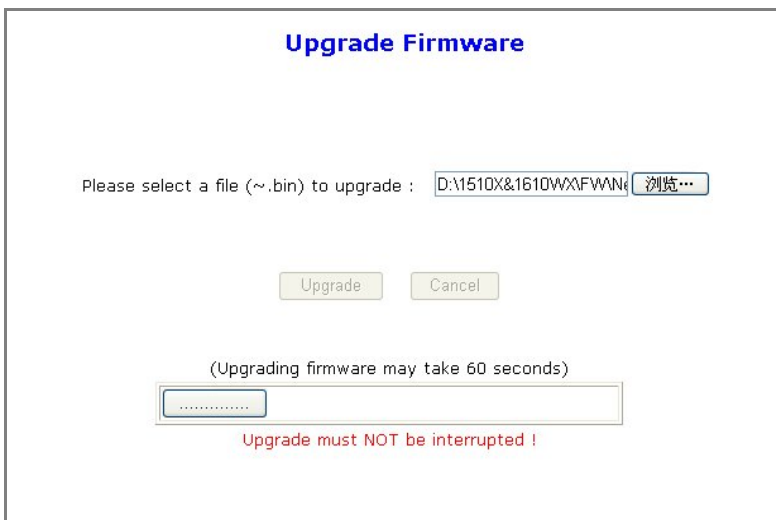 Upgrade Firmware
Please select a file (~.bin) to upgrade : D:\1510X&1610WX\FW\Ne 浏览…
Upgrade Cancel
(Upgrading firmware may take 60 seconds)
..............
Upgrade must NOT be interrupted !